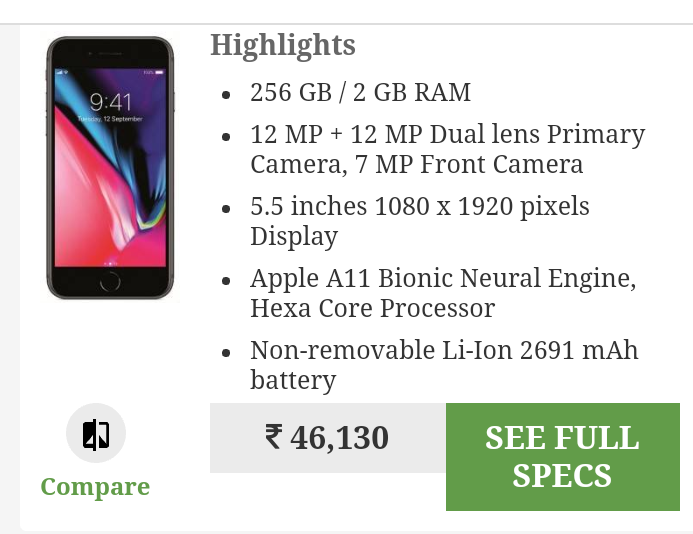 Highlights
256 GB / 2 GB RAM
12 MP + 12 MP Dual lens Primary
Camera, 7 MP Front Camera
5.5 inches 1080 x 1920 pixels
Display
Apple A11 Bionic Neural Engine,
Hexa Core Processor
Non-removable Li-Ion 2691 mAh
battery
9:41
Tuesday, 12 September
₹ 46,130
SEE FULL
SPECS
Compare